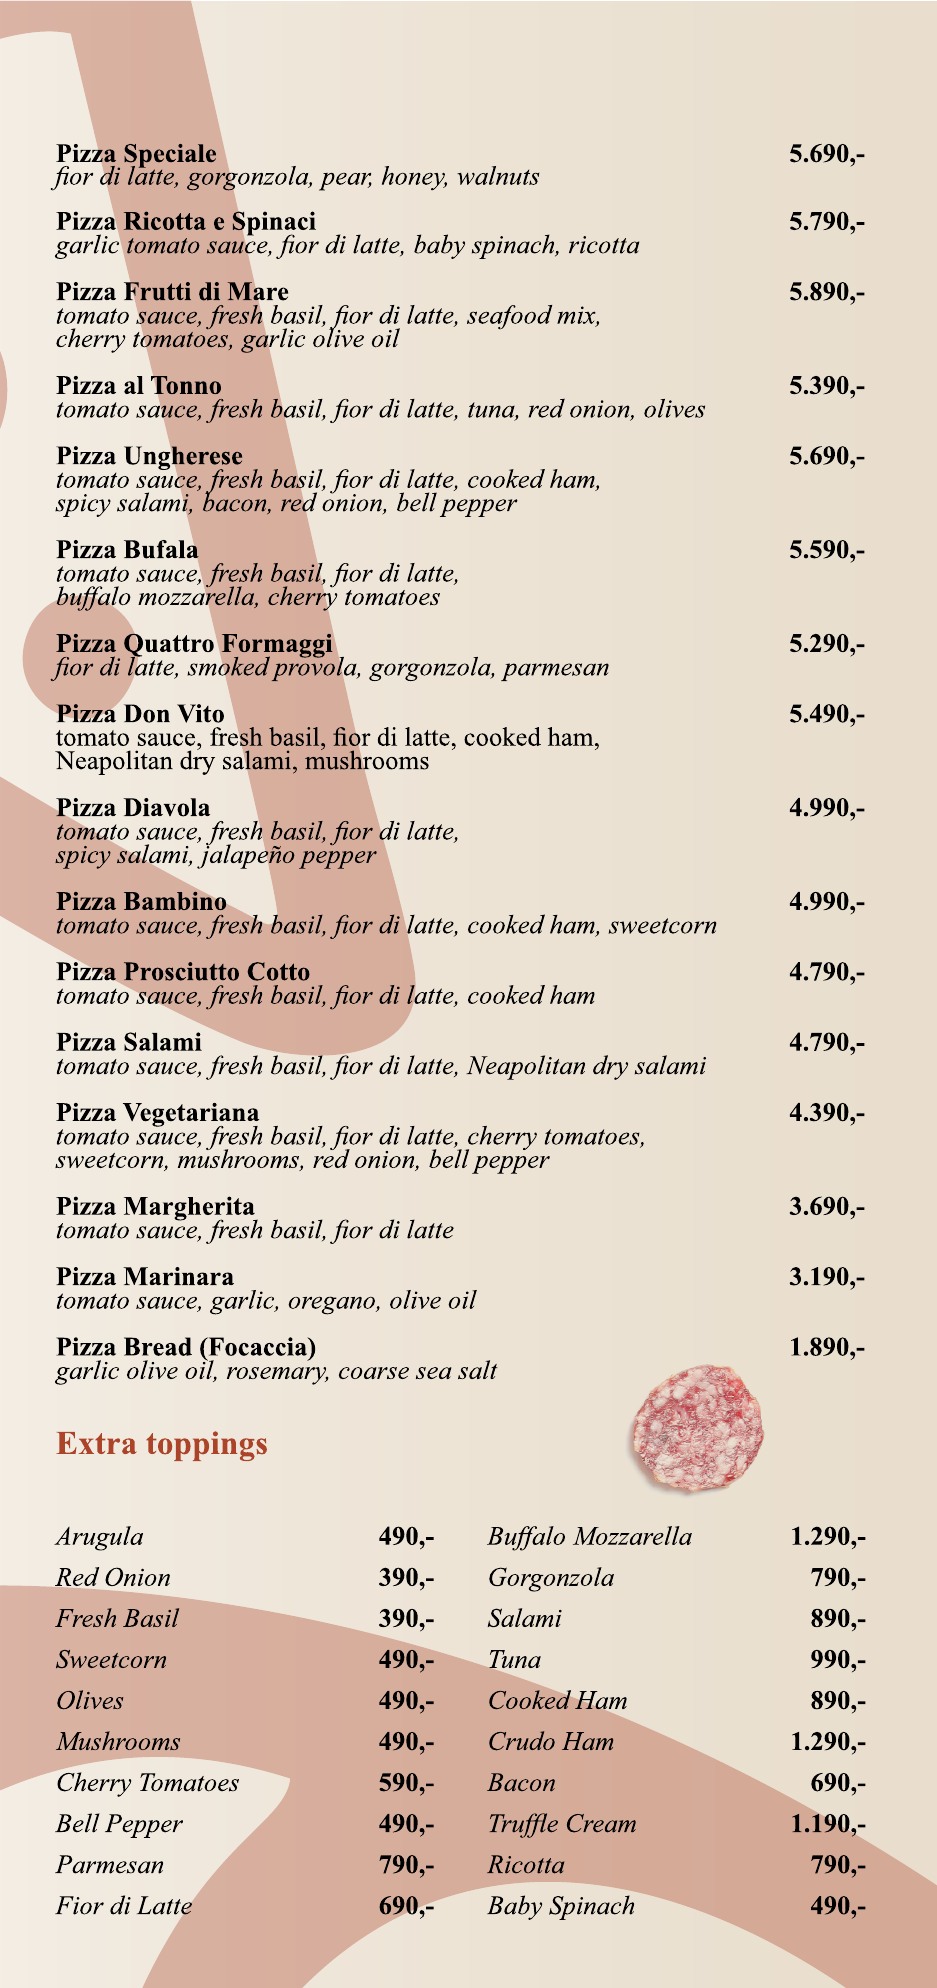 Pizza Speciale 5.690,-
fior di latte, gorgonzola, pear, honey, walnuts
Pizza Ricotta e Spinaci 5.790,-
garlic tomato sauce, fior di latte, baby spinach, ricotta
Pizza Frutti di Mare 5.890,-
tomato sauce, fresh basil, fior di latte, seafood mix,
cherry tomatoes, garlic olive oil
Pizza al Tonno 5.390,-
tomato sauce, fresh basil, fior di latte, tuna, red onion, olives
Pizza Ungherese 5.690,-
tomato sauce, fresh basil, fior di latte, cooked ham,
spicy salami, bacon, red onion, bell pepper
Pizza Bufala 5.590,-
tomato sauce, fresh basil, fior di latte,
buffalo mozzarella, cherry tomatoes
Pizza Quattro Formaggi 5.290,-
fior di latte, smoked provola, gorgonzola, parmesan
Pizza Don Vito 5.490,-
tomato sauce, fresh basil, fior di latte, cooked ham,
Neapolitan dry salami, mushrooms
Pizza Diavola 4.990,-
tomato sauce, fresh basil, fior di latte,
spicy salami, jalapeño pepper
Pizza Bambino 4.990,-
tomato sauce, fresh basil, fior di latte, cooked ham, sweetcorn
Pizza Prosciutto Cotto 4.790,-
tomato sauce, fresh basil, fior di latte, cooked ham
Pizza Salami 4.790,-
tomato sauce, fresh basil, fior di latte, Neapolitan dry salami
Pizza Vegetariana 4.390,-
tomato sauce, fresh basil, fior di latte, cherry tomatoes,
sweetcorn, mushrooms, red onion, bell pepper
Pizza Margherita 3.690,-
tomato sauce, fresh basil, fior di latte
Pizza Marinara 3.190,-
tomato sauce, garlic, oregano, olive oil
Pizza Bread (Focaccia) 1.890,-
garlic olive oil, rosemary, coarse sea salt
Extra toppings
Arugula 490,-
Red Onion 390,-
Fresh Basil 390,-
Sweetcorn 490,-
Olives 490,-
Mushrooms 490,-
Cherry Tomatoes 590,-
Bell Pepper 490,-
Parmesan 790,-
Fior di Latte 690,-
Buffalo Mozzarella 1.290,-
Gorgonzola 790,-
Salami 890,-
Tuna 990,-
Cooked Ham 890,-
Crudo Ham 1.290,-
Bacon 690,-
Truffle Cream 1.190,-
Ricotta 790,-
Baby Spinach 490,-